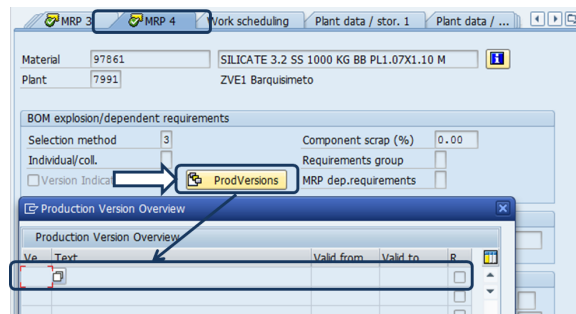 MRP 3 MRP 4 Work scheduling Plant data / stor. 1 Plant data / ...
Material 97861 SILICATE 3.2 SS 1000 KG BB PL1.07X1.10 M
Plant 7991 ZVE1 Barquisimeto
BOM explosion/dependent requirements
Selection method 3 Component scrap (%) 0.00
Individual/coll. Requirements group
Version Indicat ProdVersions MRP dep.requirements
Production Version Overview
Production Version Overview
Ve Text Valid from Valid to R